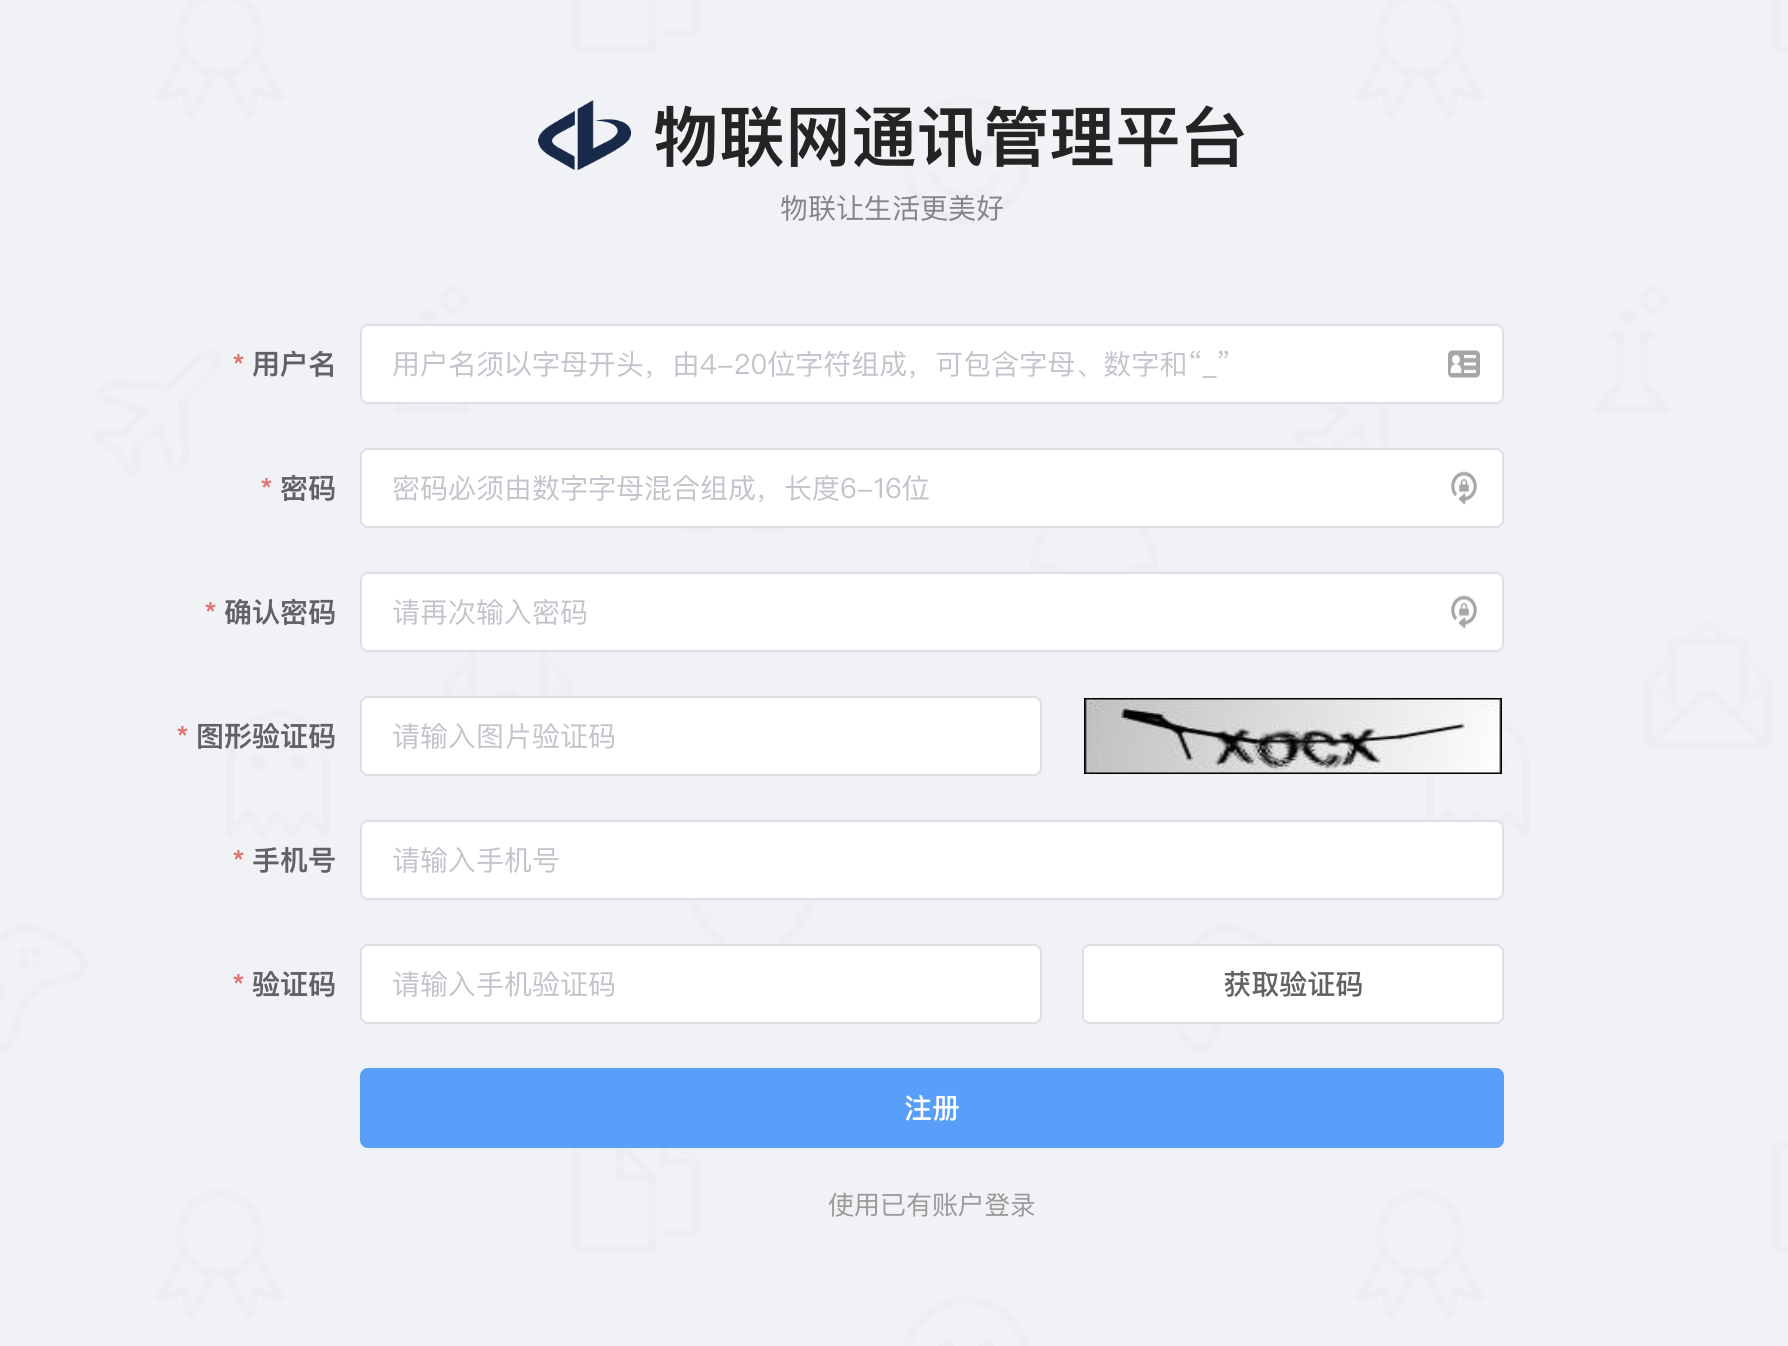 物联网通讯管理平台
物联让生活更美好
* 用户名 用户名须以字母开头，由4-20位字符组成，可包含字母、数字和“_”
* 密码 密码必须由数字字母混合组成，长度6-16位
* 确认密码 请再次输入密码
* 图形验证码 请输入图片验证码
* 手机号 请输入手机号
* 验证码 请输入手机验证码 获取验证码
注册
使用已有账户登录